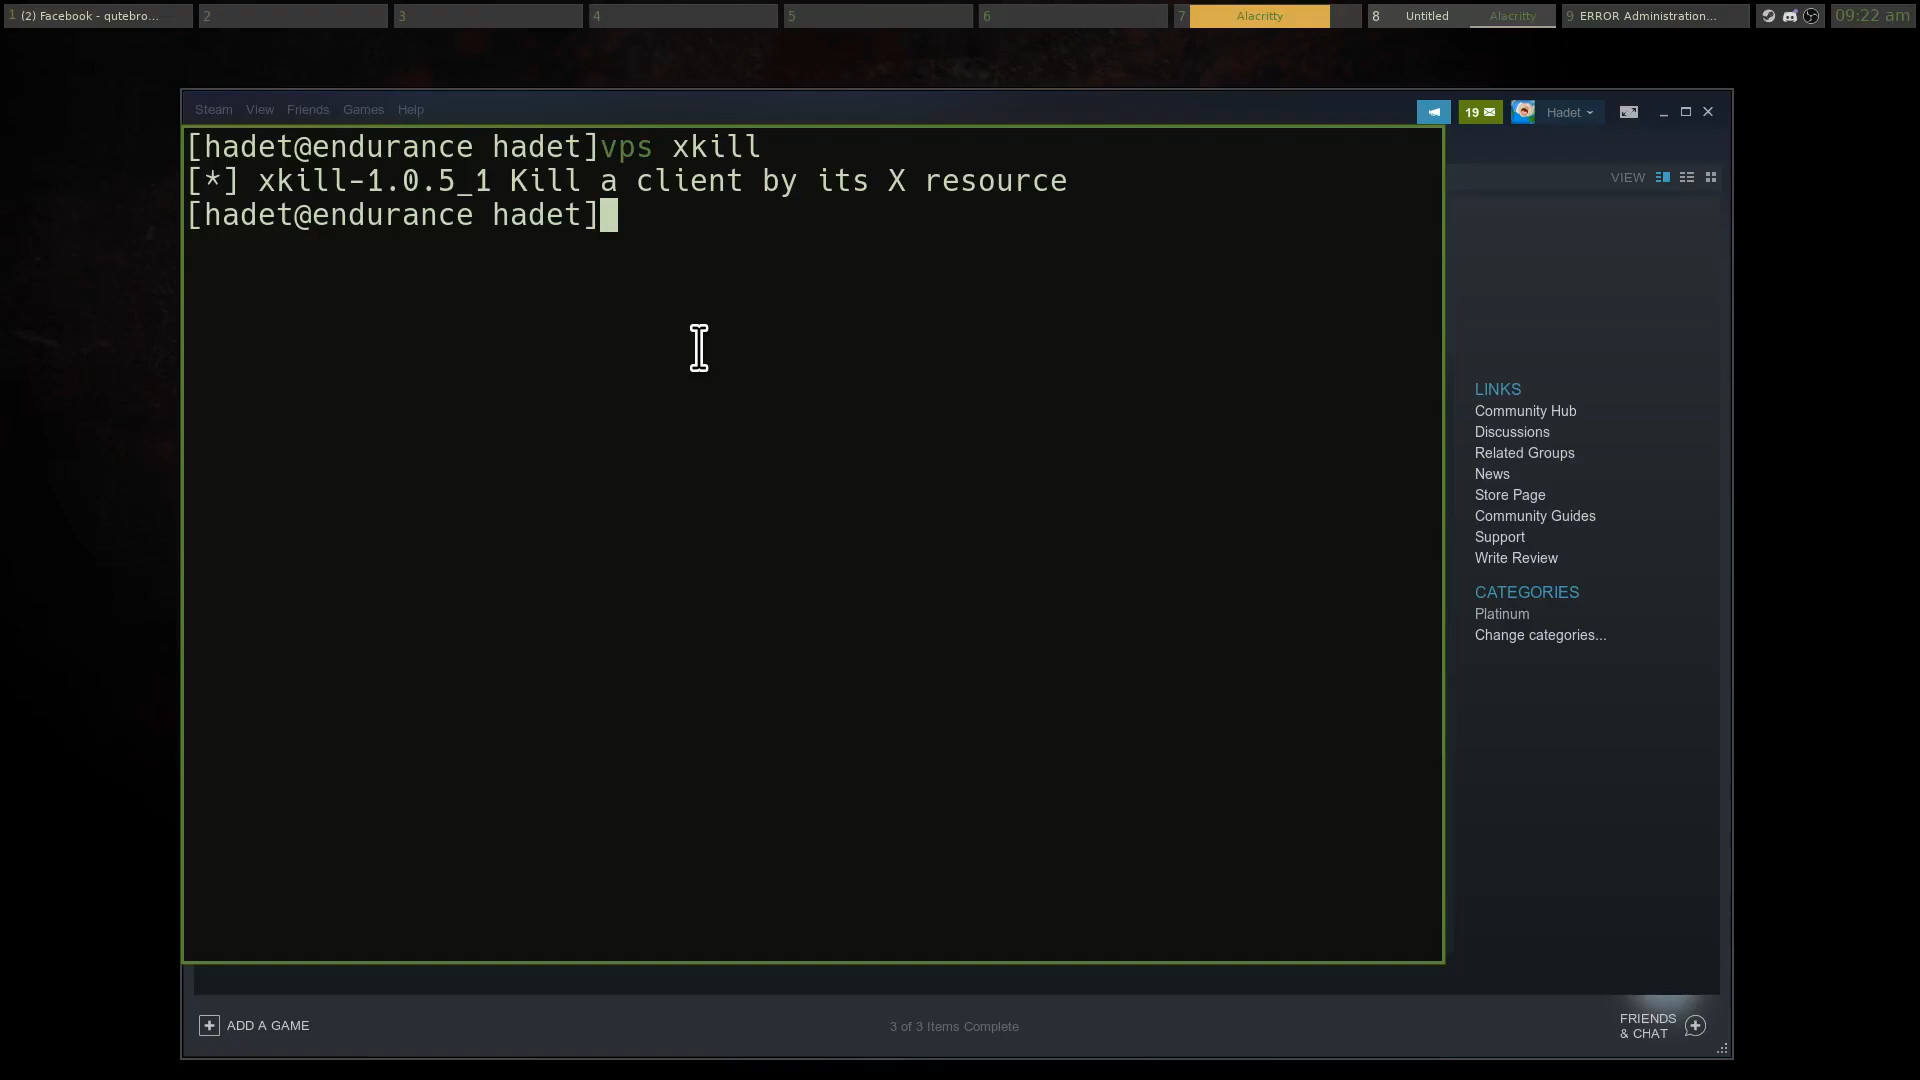 1 (2) Facebook - qutebro... 2 3 4 5 6 7 Alacritty 8 Untitled Alacritty 9 ERROR Administration... 09:22 am
Steam View Friends Games Help 19 Hadet
[hadet@endurance hadet]vps xkill
[*] xkill-1.0.5_1 Kill a client by its X resource
[hadet@endurance hadet]
VIEW
LINKS
Community Hub
Discussions
Related Groups
News
Store Page
Community Guides
Support
Write Review
CATEGORIES
Platinum
Change categories...
ADD A GAME
3 of 3 Items Complete
FRIENDS
& CHAT